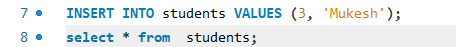 7 INSERT INTO students VALUES (3, 'Mukesh');
8 select * from  students;